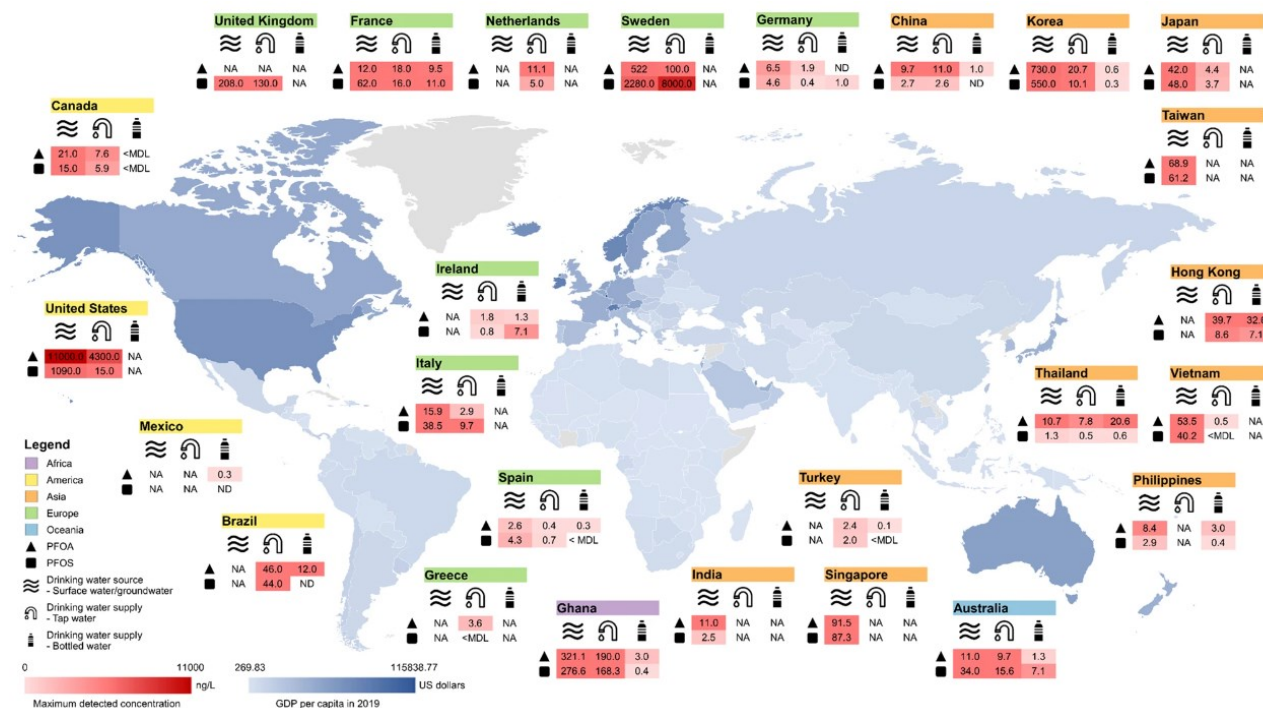 United Kingdom France Netherlands Sweden Germany China Korea Japan
NA NA NA 12.0 18.0 9.5 NA 11.1 NA 522 100.0 NA 6.5 1.9 ND 9.7 11.0 1.0 730.0 20.7 0.6 42.0 4.4 NA
208.0 130.0 NA 62.0 16.0 11.0 NA 5.0 NA 2280.0 8000.0 NA 4.6 0.4 1.0 2.7 2.6 ND 550.0 10.1 0.3 48.0 3.7 NA
Canada
21.0 7.6 <MDL
15.0 5.9 <MDL
Taiwan
68.9 NA NA
61.2 NA NA
Ireland
NA 1.8 1.3
NA 0.8 7.1
Hong Kong
NA 39.7
NA 8.6 7.1
United States
11000.0 4300.0 NA
1090.0 15.0 NA
Italy
15.9 2.9 NA
38.5 9.7 NA
Thailand
10.7 7.8 20.6
1.3 0.5 0.6
Vietnam
53.5 0.5 NA
40.2 <MDL NA
Mexico
NA NA 0.3
NA NA ND
Spain
2.6 0.4 0.3
4.3 0.7 < MDL
Turkey
NA 2.4 0.1
NA 2.0 <MDL
Philippines
8.4 NA 3.0
2.9 NA 0.4
Brazil
NA 46.0 12.0
NA 44.0 ND
Greece
NA 3.6 NA
NA <MDL NA
Ghana
321.1 190.0 3.0
276.6 168.3 0.4
India
11.0 NA NA
2.5 NA NA
Singapore
91.5 NA NA
87.3 NA NA
Australia
11.0 9.7 1.3
34.0 15.6 7.1
Legend
Africa
America
Asia
Europe
Oceania
PFOA
PFOS
Drinking water source
- Surface water/groundwater
Drinking water supply
- Tap water
Drinking water supply
- Bottled water
0 11000
ng/L
Maximum detected concentration
269.83 115838.77
US dollars
GDP per capita in 2019